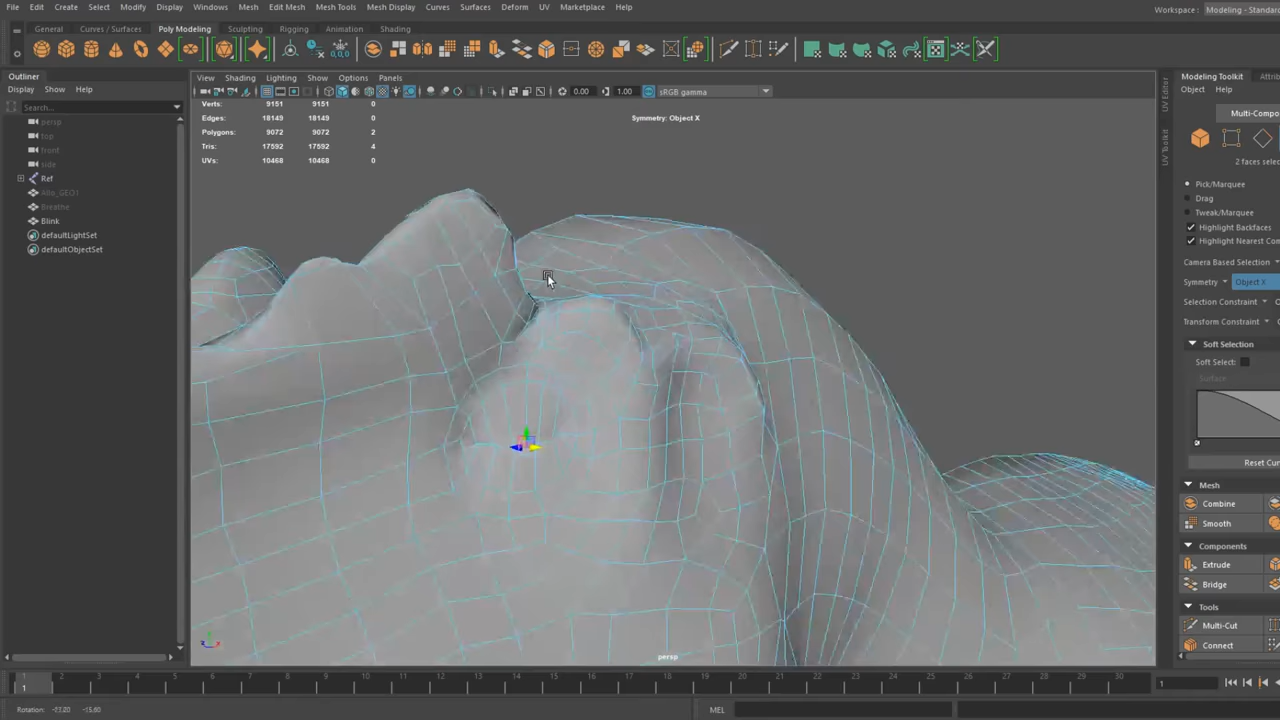 File Edit Create Select Modify Display Windows Mesh Edit Mesh Mesh Tools Mesh Display Curves Surfaces Deform UV Marketplace Help
Workspace : Modeling -
General Curves / Surfaces Poly Modeling Sculpting Rigging Animation Shading
Outliner
Display Show Help
Search...
persp
top
front
side
Ref
Breathe
Blink
defaultLightSet
defaultObjectSet
View Shading Lighting Show Options Panels
0.00 1.00 sRGB gamma
Verts: 9151 9151 0
Edges: 18149 18149 0
Polygons: 9072 9072 2
Tris: 17592 17592 4
UVs: 10468 10468 0
Symmetry: Object X
persp
UV Editor
UV Toolkit
Modeling Toolkit
Object Help
2 faces
Pick/Marquee
Drag
Tweak/Marquee
Highlight Backfaces
Highlight Nearest
Camera Based Selection
Symmetry Object X
Selection Constraint
Transform Constraint
Soft Selection
Soft Select:
Surface
Reset
Mesh
Combine
Smooth
Components
Extrude
Bridge
Tools
Multi-Cut
Connect
1 2 3 4 5 6 7 8 9 10 11 12 13 14 15 16 17 18 19 20 21 22 23 24 25 26 27 28 29 30
1
1
Rotation:
MEL